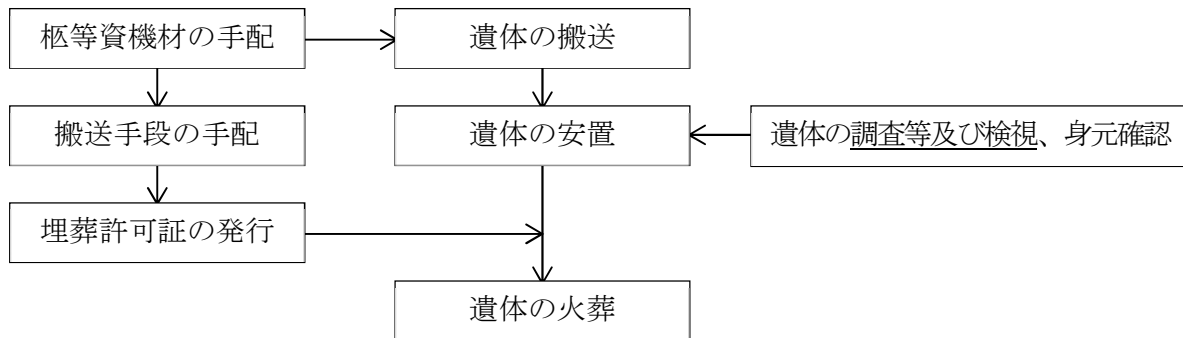 柩等資機材の手配
遺体の搬送
搬送手段の手配
遺体の安置
遺体の調査等及び検視、身元確認
埋葬許可証の発行
遺体の火葬